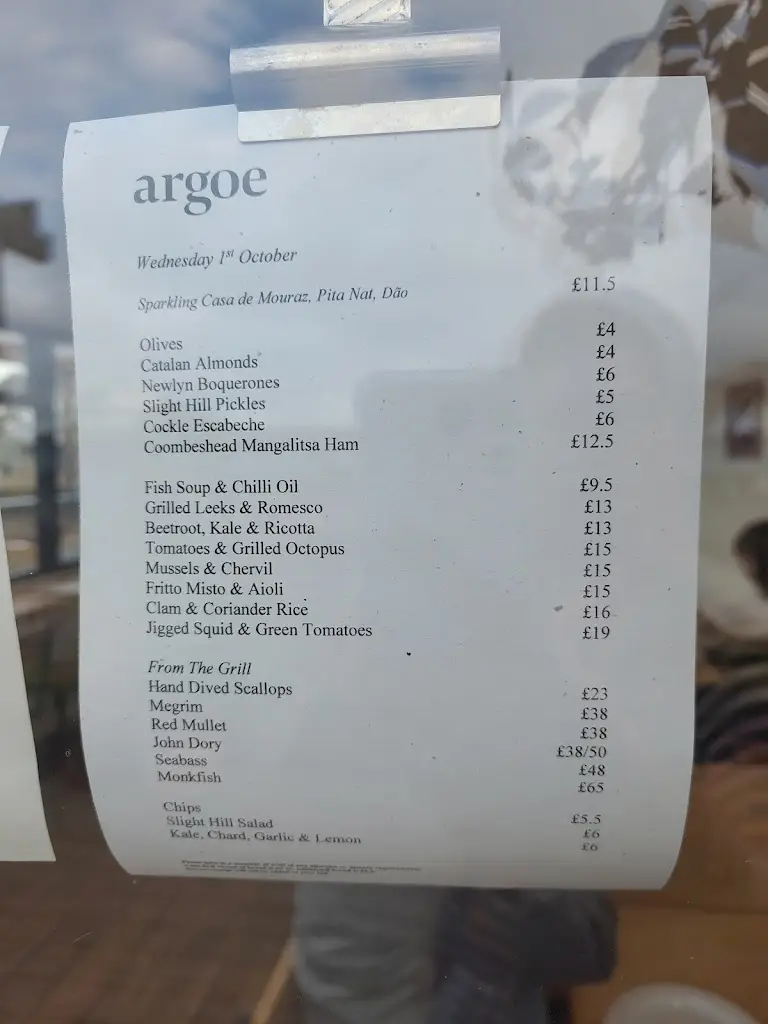 argoe
Wednesday 1st October
Sparkling Casa de Mouraz, Pita Nat, Dão £11.5
Olives £4
Catalan Almonds £4
Newlyn Boquerones £6
Slight Hill Pickles £5
Cockle Escabeche £6
Coombeshead Mangalitsa Ham £12.5
Fish Soup & Chilli Oil £9.5
Grilled Leeks & Romesco £13
Beetroot, Kale & Ricotta £13
Tomatoes & Grilled Octopus £15
Mussels & Chervil £15
Fritto Misto & Aioli £15
Clam & Coriander Rice £16
Jigged Squid & Green Tomatoes £19
From The Grill
Hand Dived Scallops £23
Megrim £38
Red Mullet £38
John Dory £38/50
Seabass £48
Monkfish £65
Chips £5.5
Slight Hill Salad £6
Kale, Chard, Garlic & Lemon £6